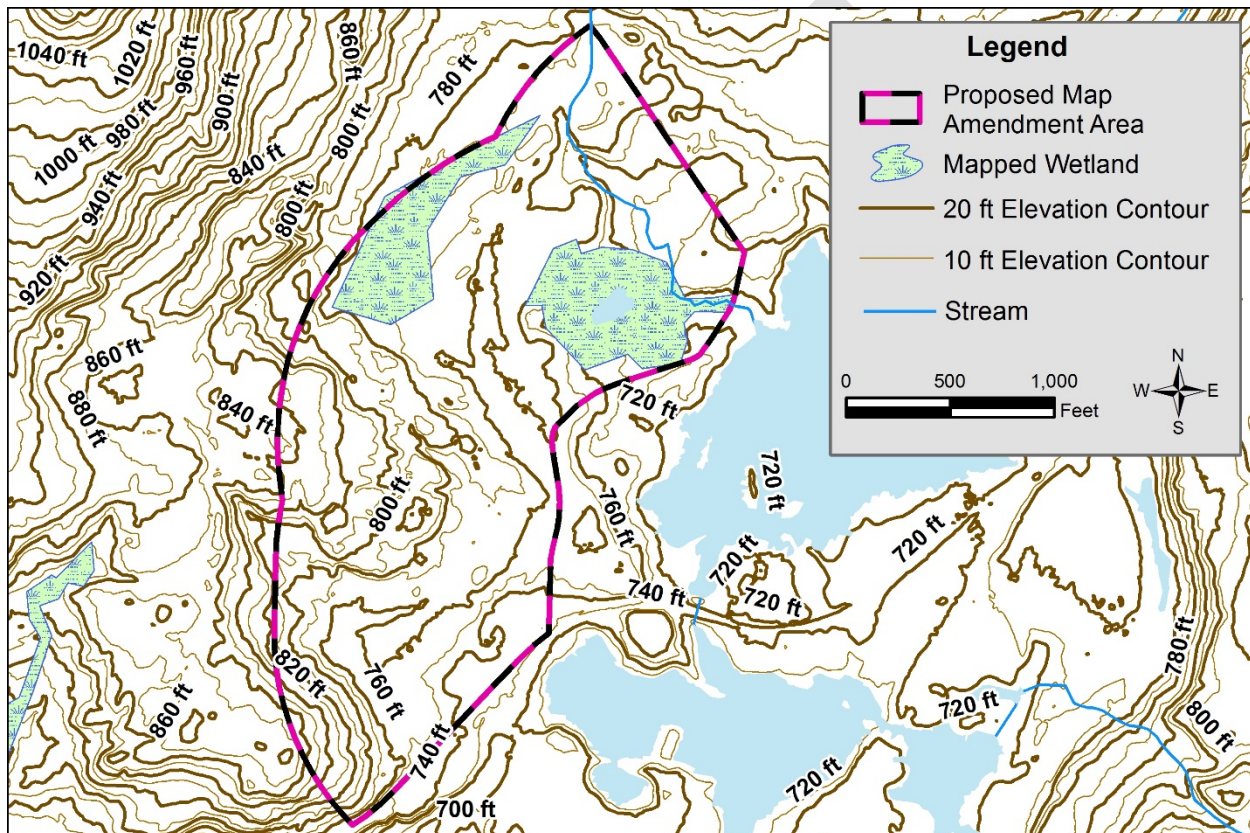 1040 ft
1020 ft
960 ft
860 ft
900 ft
980 ft
1000 ft
940 ft
840 ft
800 ft
780 ft
800 ft
920 ft
860 ft
880 ft
840 ft
800 ft
720 ft
760 ft
720 ft
720 ft
740 ft
720 ft
720 ft
820 ft
760 ft
860 ft
740 ft
700 ft
720 ft
720 ft
780 ft
800 ft
Legend
Proposed Map
Amendment Area
Mapped Wetland
20 ft Elevation Contour
10 ft Elevation Contour
Stream
0 500 1,000
Feet
N
W E
S